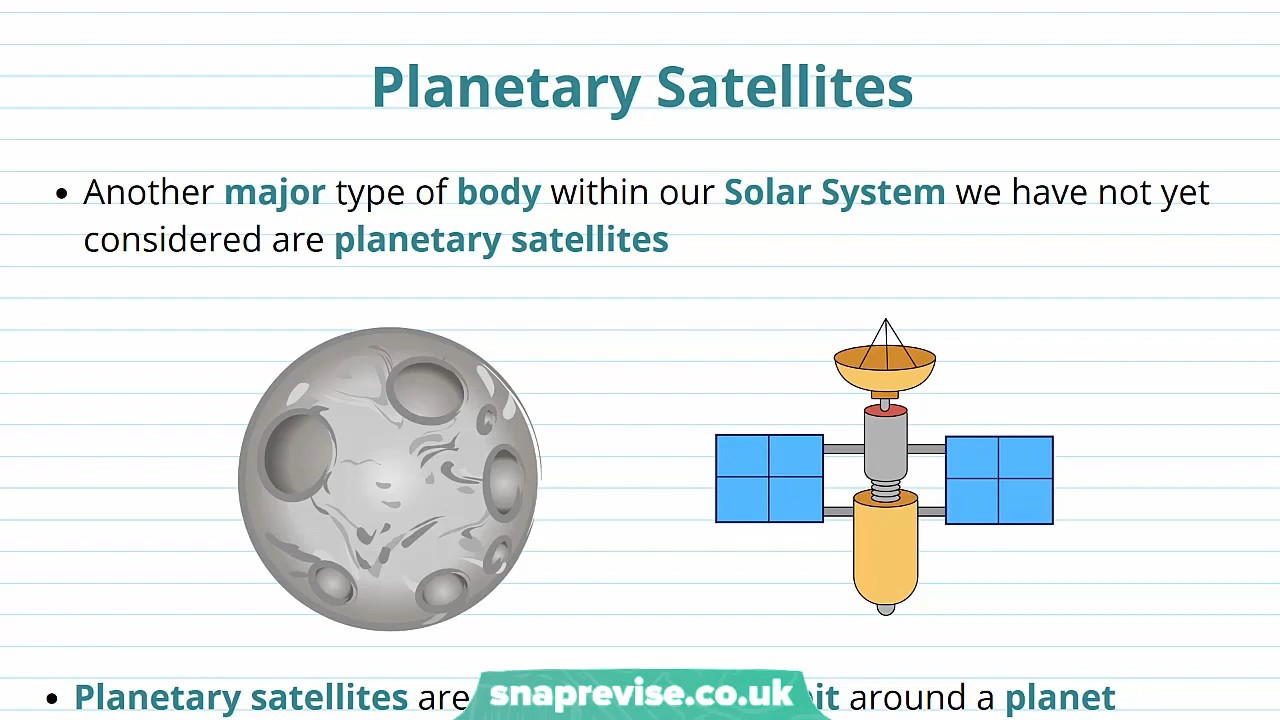 Planetary Satellites
• Another major type of body within our Solar System we have not yet
considered are planetary satellites
• Planetary satellites are around a planet
snaprevise.co.uk